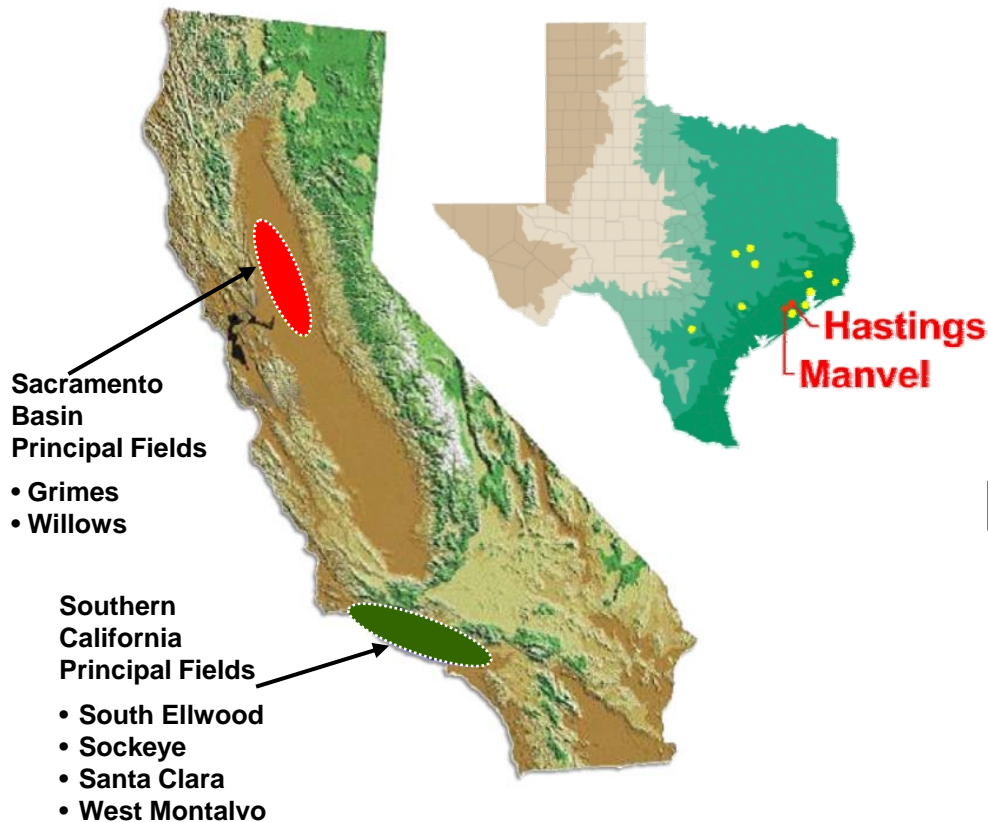 Hastings
Manvel
Sacramento
Basin
Principal Fields
• Grimes
• Willows
Southern
California
Principal Fields
• South Ellwood
• Sockeye
• Santa Clara
• West Montalvo